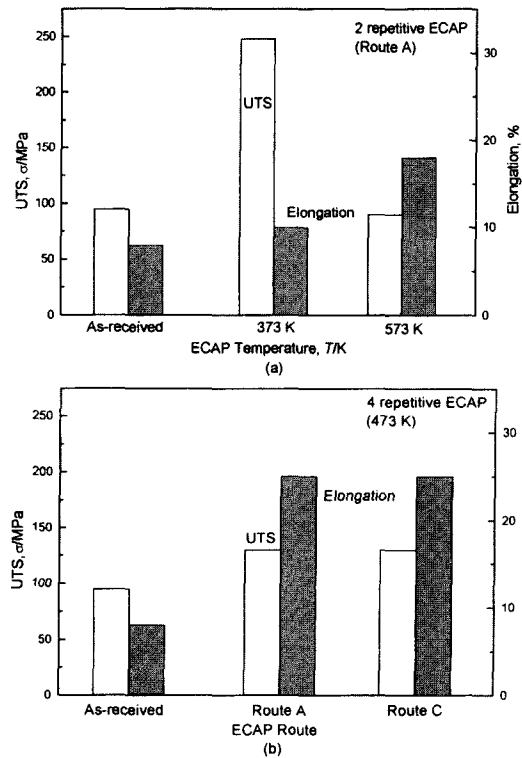 2 repetitive ECAP
(Route A)
250
200
150
100
50
0
30
20
10
0
UTS, σ/MPa
Elongation, %
UTS
Elongation
As-received
373 K
573 K
ECAP Temperature, T/K
(a)
4 repetitive ECAP
(473 K)
250
200
150
100
50
0
30
20
10
0
UTS, σ/MPa
Elongation
UTS
As-received
Route A
Route C
ECAP Route
(b)